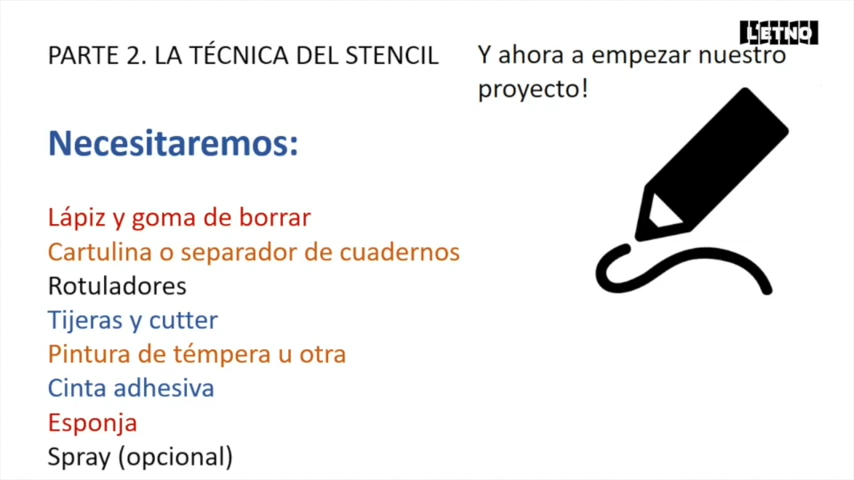 LETNO
PARTE 2. LA TÉCNICA DEL STENCIL
Y ahora a empezar nuestro
proyecto!
Necesitaremos:
Lápiz y goma de borrar
Cartulina o separador de cuadernos
Rotuladores
Tijeras y cutter
Pintura de témpera u otra
Cinta adhesiva
Esponja
Spray (opcional)